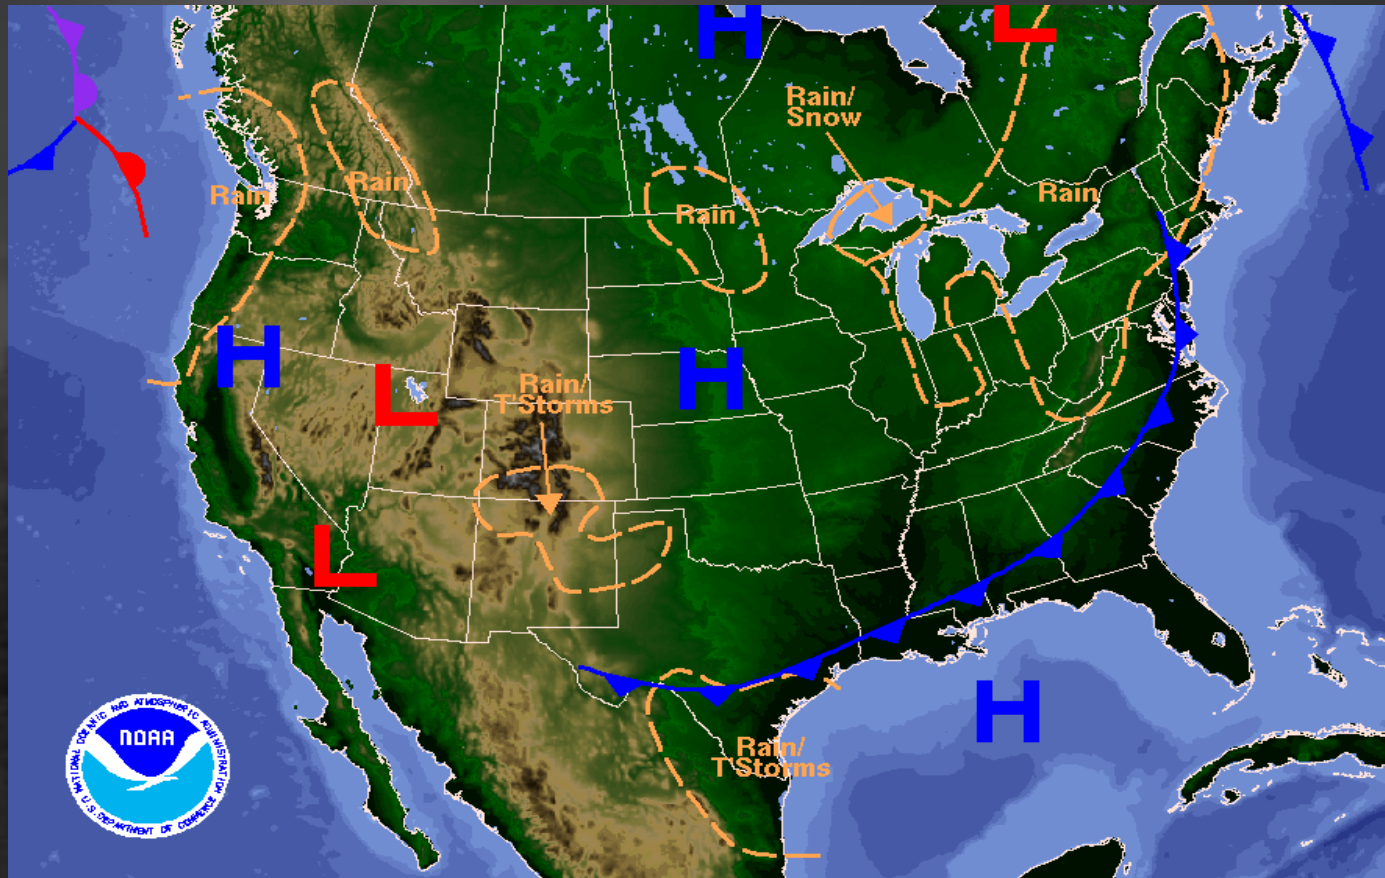 H
L
Rain/
Snow
Rain
Rain
Rain
Rain
H
L
Rain/
T'Storms
H
L
H
Rain/
T'Storms
NOAA
NATIONAL OCEANIC AND ATMOSPHERIC ADMINISTRATION
U.S. DEPARTMENT OF COMMERCE